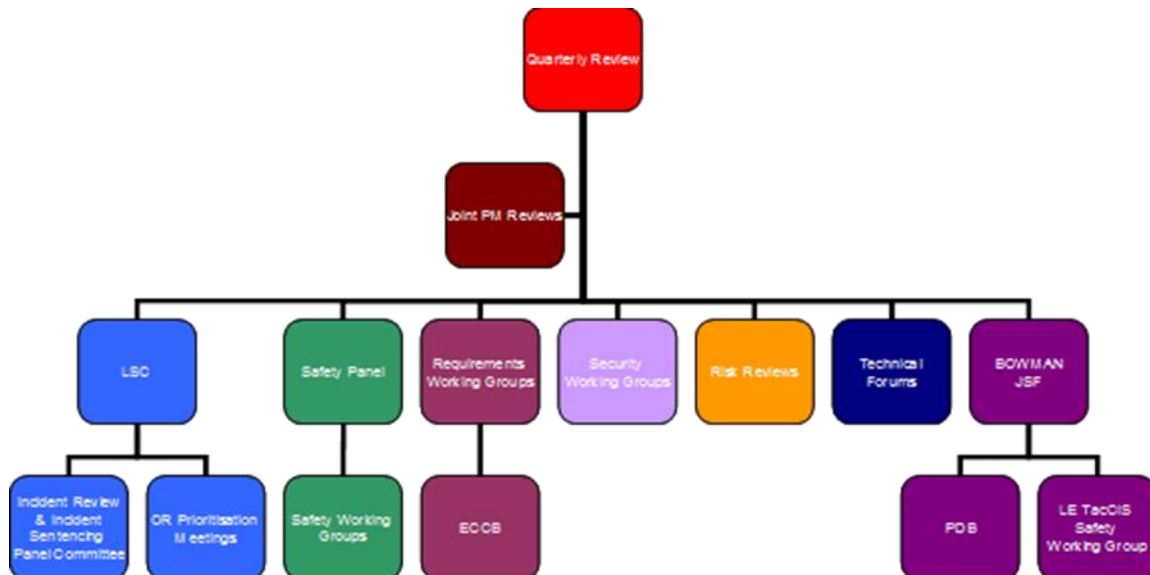 Quarterly Review
Joint PM Reviews
LSC
Safety Panel
Requirements
Working Groups
Security
Working Groups
Risk Reviews
Technical
Forums
BOWMAN
JSF
Incident Review
& Incident
Sentencing
Panel Committee
OR Prioritisation
Meetings
Safety Working
Groups
ECCB
PDB
LE TacCIS
Safety
Working Group